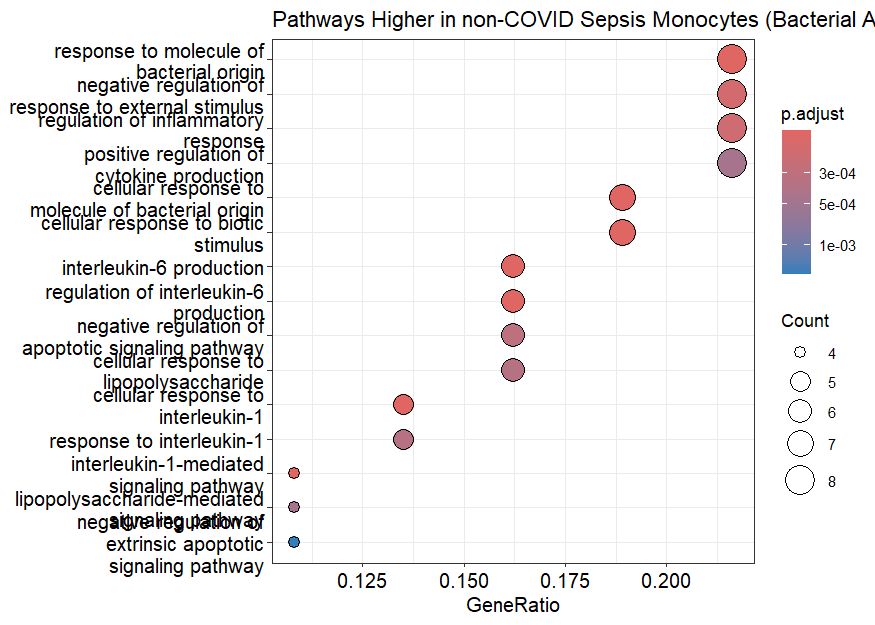 Pathways Higher in non-COVID Sepsis Monocytes (Bacterial A
response to molecule of
bacterial origin
negative regulation of
response to external stimulus
regulation of inflammatory
response
positive regulation of
cytokine production
cellular response to
molecule of bacterial origin
cellular response to biotic
stimulus
interleukin-6 production
regulation of interleukin-6
production
negative regulation of
apoptotic signaling pathway
cellular response to
lipopolysaccharide
cellular response to
interleukin-1
response to interleukin-1
interleukin-1-mediated
signaling pathway
lipopolysaccharide-mediated
signaling pathway
negative regulation of
extrinsic apoptotic
signaling pathway
0.125 0.150 0.175 0.200
GeneRatio
p.adjust
3e-04
5e-04
1e-03
Count
4
5
6
7
8